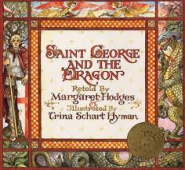 SAINT GEORGE
AND THE
DRAGON
Retold By
Margaret Hodges
Illustrated By
Trina Schart Hyman